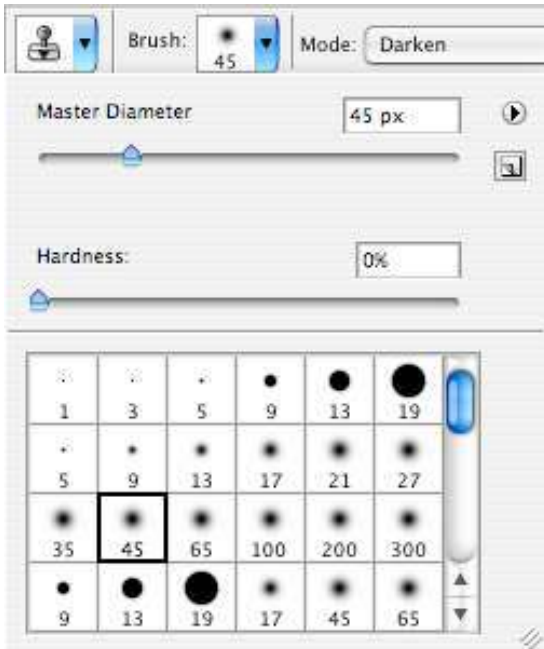 Brush: 45 Mode: Darken
Master Diameter 45 px
Hardness: 0%
1 3 5 9 13 19
5 9 13 17 21 27
35 45 65 100 200 300
9 13 19 17 45 65